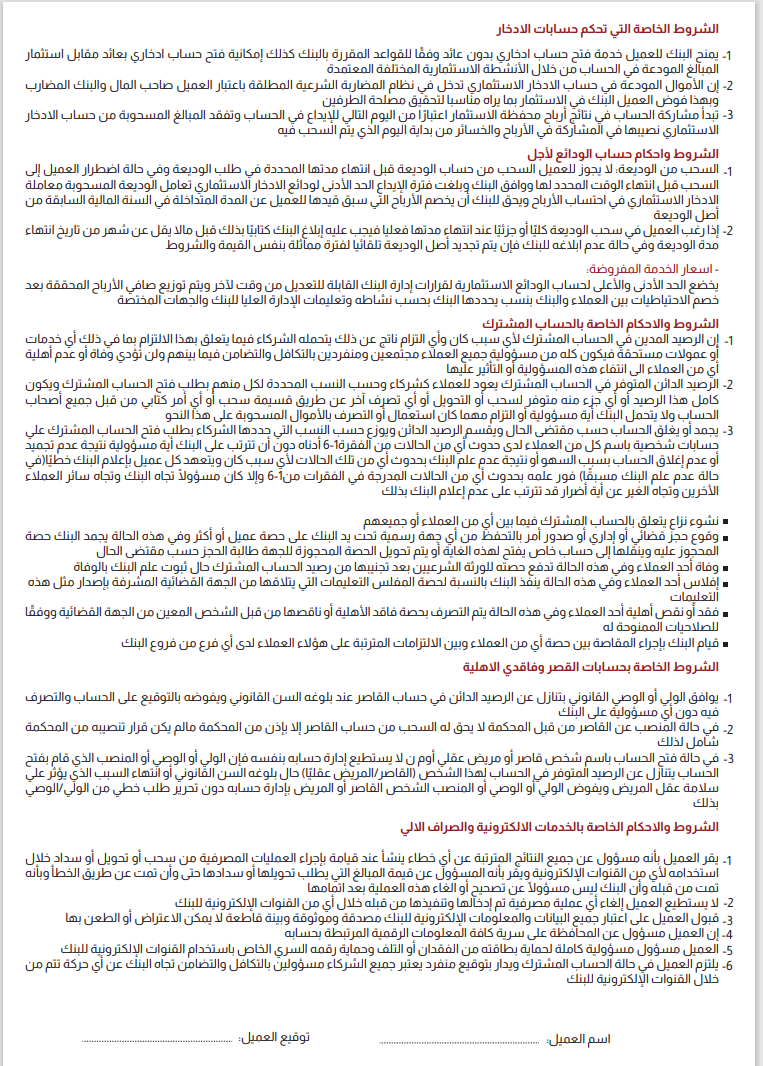 الشروط الخاصة التي تحكم حسابات الادخار
1- يمنح البنك للعميل خدمة فتح حساب ادخاري بدون عائد وفقًا للقواعد المقررة بالبنك كذلك إمكانية فتح حساب ادخاري بعائد مقابل استثمار
المبالغ المودعة في الحساب من خلال الأنشطة الاستثمارية المختلفة المعتمدة
2- إن الأموال المودعة في حساب الادخار الاستثماري تدخل في نظام المضاربة الشرعية المطلقة باعتبار العميل صاحب المال والبنك المضارب
وبهذا فوض العميل البنك في الاستثمار بما يراه مناسبا لتحقيق مصلحة الطرفين
3- تبدأ مشاركة الحساب في نتائج أرباح محفظة الاستثمار اعتبارًا من اليوم التالي للإيداع في الحساب وتفقد المبالغ المسحوبة من حساب الادخار
الاستثماري نصيبها في المشاركة في الأرباح والخسائر من بداية اليوم الذي يتم السحب فيه
الشروط واحكام حساب الودائع لأجل
1- السحب من الوديعة: لا يجوز للعميل السحب من حساب الوديعة قبل انتهاء مدتها المحددة في طلب الوديعة وفي حالة اضطرار العميل إلى
السحب قبل انتهاء الوقت المحدد لها ووافق البنك وبلغت فترة الإيداع الحد الأدنى لودائع الادخار الاستثماري تعامل الوديعة المسحوبة معاملة
الادخار الاستثماري في احتساب الأرباح ويحق للبنك أن يخصم الأرباح التي سبق قيدها للعميل عن المدة المتداخلة في السنة المالية السابقة من
أصل الوديعة
2- إذا رغب العميل في سحب الوديعة كليًا أو جزئيًا عند انتهاء مدتها فعليا فيجب عليه إبلاغ البنك كتابيًا بذلك قبل مالا يقل عن شهر من تاريخ انتهاء
مدة الوديعة وفي حالة عدم ابلاغه للبنك فإن يتم تجديد أصل الوديعة تلقائيا لفترة مماثلة بنفس القيمة والشروط
- اسعار الخدمة المفروضة:
يخضع الحد الأدنى والأعلى لحساب الودائع الاستثمارية لقرارات إدارة البنك القابلة للتعديل من وقت لآخر ويتم توزيع صافي الأرباح المحققة بعد
خصم الاحتياطيات بين العملاء والبنك بنسب يحددها البنك بحسب نشاطه وتعليمات الإدارة العليا للبنك والجهات المختصة
الشروط والاحكام الخاصة بالحساب المشترك
1- إن الرصيد المدين في الحساب المشترك لأي سبب كان وأي التزام ناتج عن ذلك يتحمله الشركاء فيما يتعلق بهذا الالتزام بما في ذلك أي خدمات
أو عمولات مستحقة فيكون كله من مسؤولية جميع العملاء مجتمعين ومنفردين بالتكافل والتضامن فيما بينهم ولن تؤدي وفاة أو عدم أهلية
أي من العملاء الى انتفاء هذه المسؤولية أو التأثير عليها
2- الرصيد الدائن المتوفر في الحساب المشترك يعود للعملاء كشركاء وحسب النسب المحددة لكل منهم بطلب فتح الحساب المشترك ويكون
كامل هذا الرصيد أو أي جزء منه متوفر لسحب أو التحويل أو أي تصرف آخر عن طريق قسيمة سحب أو أي أمر كتابي من قبل جميع أصحاب
الحساب ولا يتحمل البنك أية مسؤولية أو التزام مهما كان استعمال أو التصرف بالأموال المسحوبة على هذا النحو
3- يجمد أو يغلق الحساب حسب مقتضى الحال ويقسم الرصيد الدائن ويوزع حسب النسب التي حددها الشركاء بطلب فتح الحساب المشترك علي
حسابات شخصية باسم كل من العملاء لدى حدوث أي من الحالات من الفقرة1-6 أدناه دون أن تترتب على البنك أية مسؤولية نتيجة عدم تجميد
أو عدم إغلاق الحساب بسبب السهو أو نتيجة عدم علم البنك بحدوث أي من تلك الحالات لأي سبب كان ويتعهد كل عميل بإعلام البنك خطيًا(في
حالة عدم علم البنك مسبقًا) فور علمه بحدوث أي من الحالات المدرجة في الفقرات من1-6 وإلا كان مسؤولًا تجاه البنك وتجاه سائر العملاء
الأخرين وتجاه الغير عن أية أضرار قد تترتب على عدم إعلام البنك بذلك
▪ نشوء نزاع يتعلق بالحساب المشترك فيما بين أي من العملاء أو جميعهم
▪ وقوع حجز قضائي أو إداري أو صدور أمر بالتحفظ من أي جهة رسمية تحت يد البنك على حصة عميل أو أكثر وفي هذه الحالة يجمد البنك حصة
المحجوز عليه وينقلها إلى حساب خاص يفتح لهذه الغاية أو يتم تحويل الحصة المحجوزة للجهة طالبة الحجز حسب مقتضى الحال
▪ وفاة أحد العملاء وفي هذه الحالة تدفع حصته للورثة الشرعيين بعد تجنيبها من رصيد الحساب المشترك حال ثبوت علم البنك بالوفاة
▪ إفلاس أحد العملاء وفي هذه الحالة ينفذ البنك بالنسبة لحصة المفلس التعليمات التي يتلاقها من الجهة القضائية المشرفة بإصدار مثل هذه
التعليمات
▪ فقد أو نقص أهلية أحد العملاء وفي هذه الحالة يتم التصرف بحصة فاقد الأهلية أو ناقصها من قبل الشخص المعين من الجهة القضائية ووفقًا
للصلاحيات الممنوحة له
▪ قيام البنك بإجراء المقاصة بين حصة أي من العملاء وبين الالتزامات المترتبة على هؤلاء العملاء لدى أي فرع من فروع البنك
الشروط الخاصة بحسابات القصر وفاقدي الاهلية
1- يوافق الولي أو الوصي القانوني بتنازل عن الرصيد الدائن في حساب القاصر عند بلوغه السن القانوني ويفوضه بالتوقيع على الحساب والتصرف
فيه دون أي مسؤولية على البنك
2- في حالة المنصب عن القاصر من قبل المحكمة لا يحق له السحب من حساب القاصر إلا بإذن من المحكمة مالم يكن قرار تنصيبه من المحكمة
شامل لذلك
3- في حالة فتح الحساب باسم شخص قاصر أو مريض عقلي أوم ن لا يستطيع إدارة حسابه بنفسه فإن الولي أو الوصي أو المنصب الذي قام بفتح
الحساب يتنازل عن الرصيد المتوفر في الحساب لهذا الشخص (القاصر/المريض عقليًا) حال بلوغه السن القانوني أو انتهاء السبب الذي يؤثر علي
سلامة عقل المريض ويفوض الولي أو الوصي أو المنصب الشخص القاصر أو المريض بإدارة حسابه دون تحرير طلب خطي من الولي/الوصي
بذلك
الشروط والاحكام الخاصة بالخدمات الالكترونية والصراف الالي
1- يقر العميل بأنه مسؤول عن جميع النتائج المترتبة عن أي خطاء ينشأ عند قيامة بإجراء العمليات المصرفية من سحب أو تحويل أو سداد خلال
استخدامه لأي من القنوات الإلكترونية ويقر بأنه المسؤول عن قيمة المبالغ التي يطلب تحويلها أو سدادها حتى وأن تمت عن طريق الخطأ وبأنه
تمت من قبله وأن البنك ليس مسؤولًا عن تصحيح أو الغاء هذه العملية بعد اتمامها
2- لا يستطيع العميل إلغاء أي عملية مصرفية تم إدخالها وتنفيذها من قبله خلال أي من القنوات الإلكترونية للبنك
3- قبول العميل على اعتبار جميع البيانات والمعلومات الإلكترونية للبنك مصدقة وموثوقة وبينة قاطعة لا يمكن الاعتراض أو الطعن بها
4- إن العميل مسؤول عن المحافظة على سرية كافة المعلومات الرقمية المرتبطة بحسابه
5- العميل مسؤول مسؤولية كاملة لحماية بطاقته من الفقدان أو التلف وحماية رقمه السري الخاص باستخدام القنوات الإلكترونية للبنك
6- يلتزم العميل في حالة الحساب المشترك ويدار بتوقيع منفرد يعتبر جميع الشركاء مسؤولين بالتكافل والتضامن تجاه البنك عن أي حركة تتم من
خلال القنوات الإلكترونية للبنك
اسم العميل: ........................................ توقيع العميل: ........................................